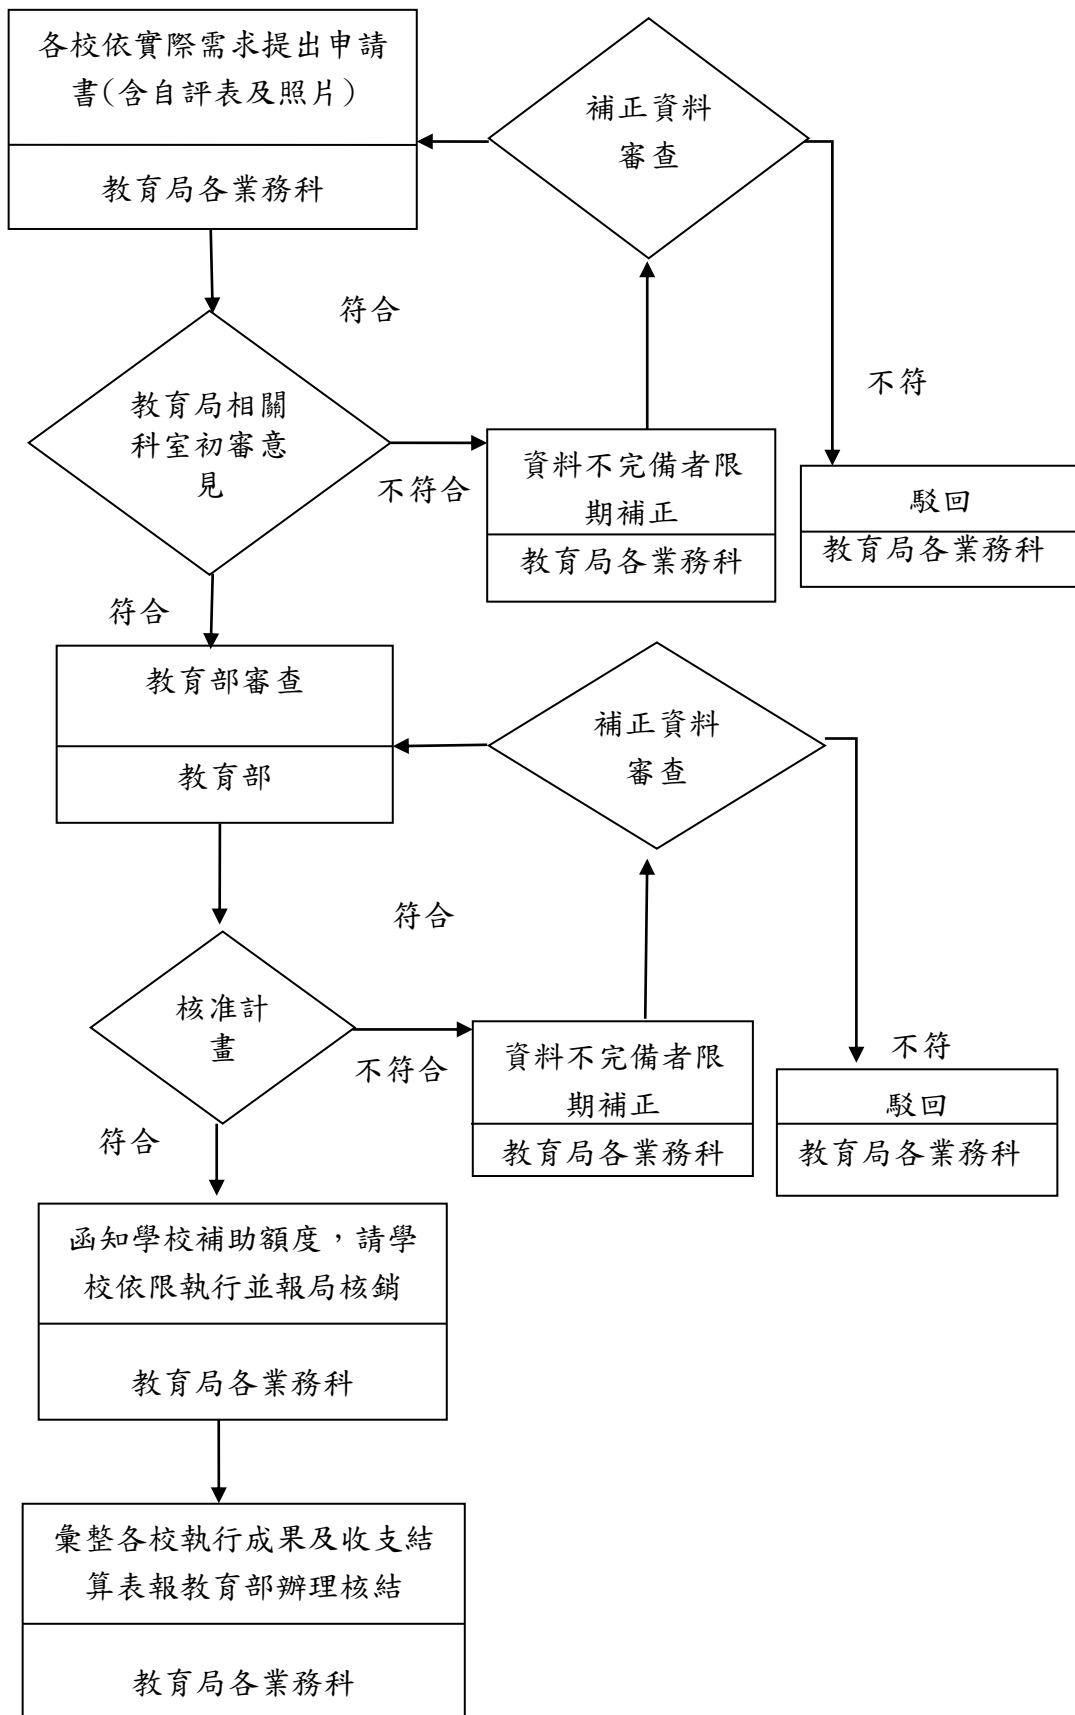 各校依實際需求提出申請
書(含自評表及照片)
教育局各業務科
補正資料
審查
符合
不符
教育局相關
科室初審意
見
不符合
資料不完備者限
期補正
教育局各業務科
駁回
教育局各業務科
符合
教育部審查
教育部
補正資料
審查
符合
核准計
畫
不符合
資料不完備者限
期補正
教育局各業務科
不符
駁回
教育局各業務科
符合
函知學校補助額度，請學
校依限執行並報局核銷
教育局各業務科
彙整各校執行成果及收支結
算表報教育部辦理核結
教育局各業務科